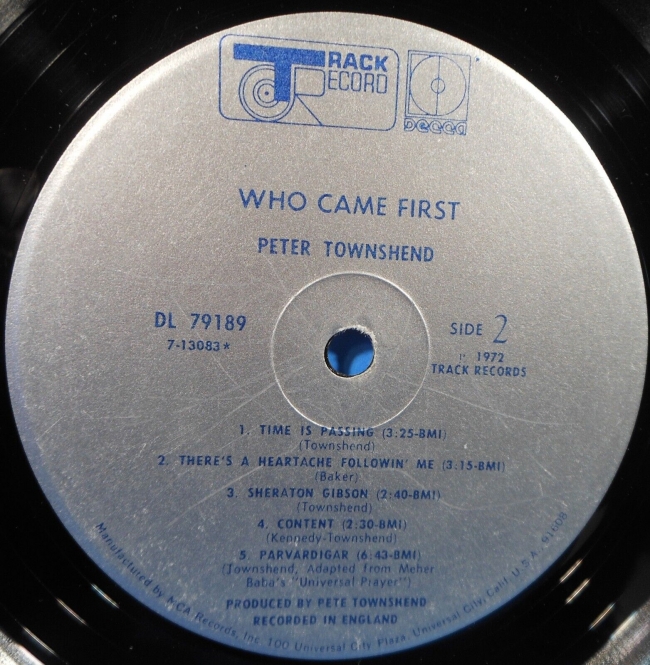 TRACK
RECORD
DECCA
WHO CAME FIRST
PETER TOWNSHEND
DL 79189
7-13083*
SIDE 2
℗ 1972
TRACK RECORDS
1. TIME IS PASSING (3:25-BMI)
(Townshend)
2. THERE'S A HEARTACHE FOLLOWIN' ME (3:15-BMI)
(Baker)
3. SHERATON GIBSON (2:40-BMI)
(Townshend)
4. CONTENT (2:30-BMI)
(Kennedy-Townshend)
5. PARVARDIGAR (6:43-BMI)
(Townshend, Adapted from Meher
Baba's "Universal Prayer")
PRODUCED BY PETE TOWNSHEND
RECORDED IN ENGLAND
Manufactured by MCA Records, Inc. 100 Universal City Plaza, Universal City, Calif. U.S.A. 91608